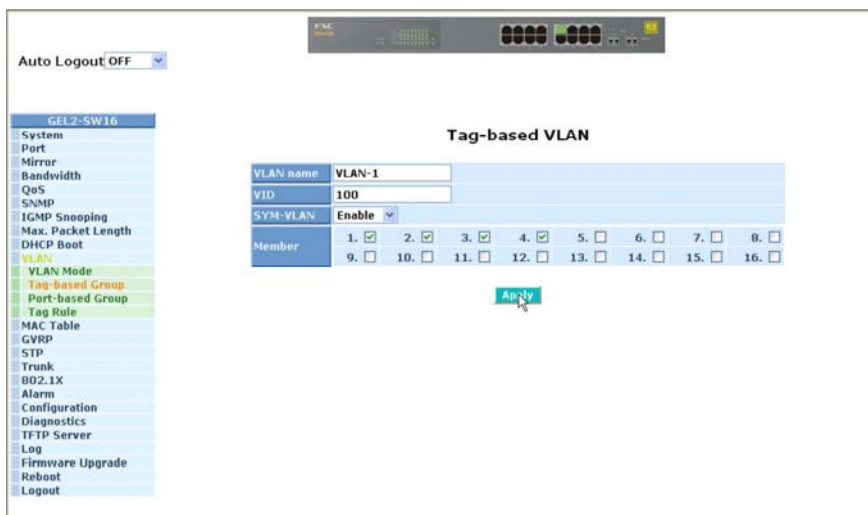 FXC
Auto Logout OFF
GEL2-SW16
System
Port
Mirror
Bandwidth
QoS
SNMP
IGMP Snooping
Max. Packet Length
DHCP Boot
VLAN
VLAN Mode
Tag-based Group
Port-based Group
Tag Rule
MAC Table
GVRP
STP
Trunk
802.1X
Alarm
Configuration
Diagnostics
TFTP Server
Log
Firmware Upgrade
Reboot
Logout
Tag-based VLAN
VLAN name VLAN-1
VID 100
SYM-VLAN Enable
Member 1. 2. 3. 4. 5. 6. 7. 8.
9. 10. 11. 12. 13. 14. 15. 16.
Apply